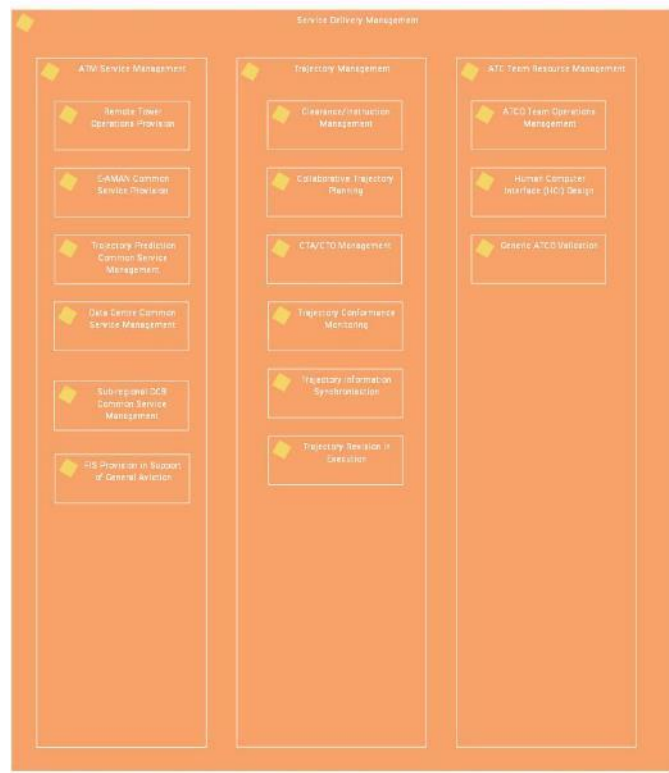 Service Delivery Management
ATM Service Management
Remote Tower
Operations Provision
E-AMAN Common
Service Provision
Trajectory Prediction
Common Service
Management
Data Centre Common
Service Management
Sub-regional DCB
Common Service
Management
FIS Provision in Support
of General Aviation
Trajectory Management
Clearance/Instruction
Management
Collaborative Trajectory
Planning
CTA/CTO Management
Trajectory Conformance
Monitoring
Trajectory Information
Synchronisation
Trajectory Revision in
Execution
ATC Team Resource Management
ATCO Team Operations
Management
Human Computer
Interface (HCI) Design
Generic ATCO Validation